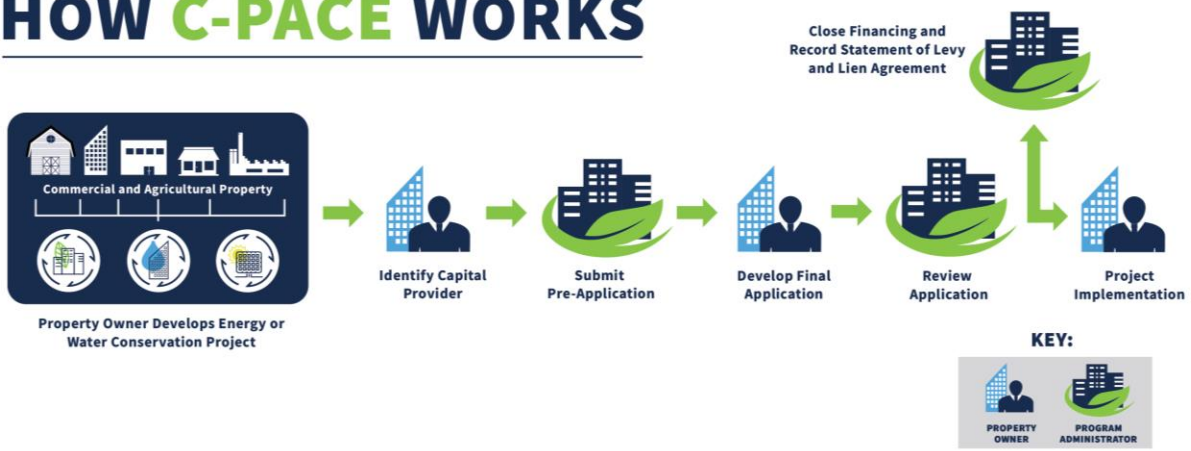 HOW C-PACE WORKS
Close Financing and
Record Statement of Levy
and Lien Agreement
Commercial and Agricultural Property
Property Owner Develops Energy or
Water Conservation Project
Identify Capital
Provider
Submit
Pre-Application
Develop Final
Application
Review
Application
Project
Implementation
KEY:
PROPERTY
OWNER
PROGRAM
ADMINISTRATOR